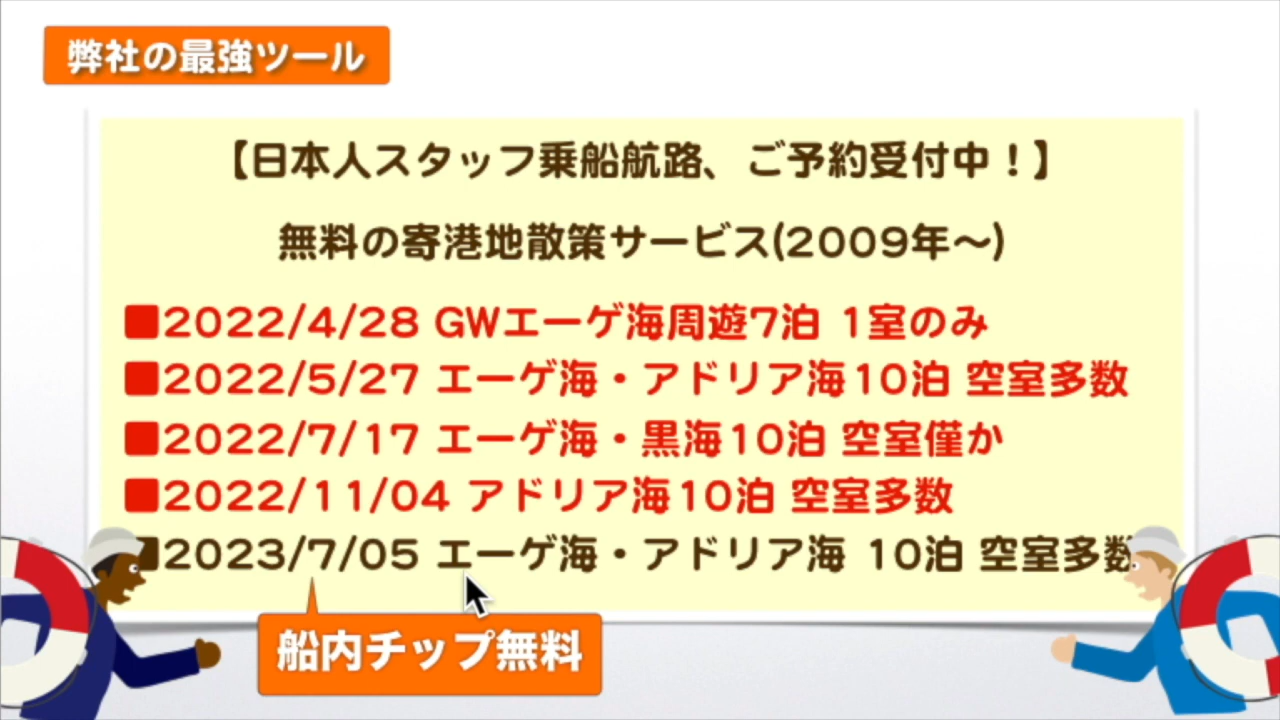 弊社の最強ツール
【日本人スタッフ乗船航路、ご予約受付中！】
無料の寄港地散策サービス(2009年～)
■2022/4/28 GWエーゲ海周遊7泊 1室のみ
■2022/5/27 エーゲ海・アドリア海10泊 空室多数
■2022/7/17 エーゲ海・黒海10泊 空室僅か
■2022/11/04 アドリア海10泊 空室多数
■2023/7/05 エーゲ海・アドリア海 10泊 空室多数
船内チップ無料